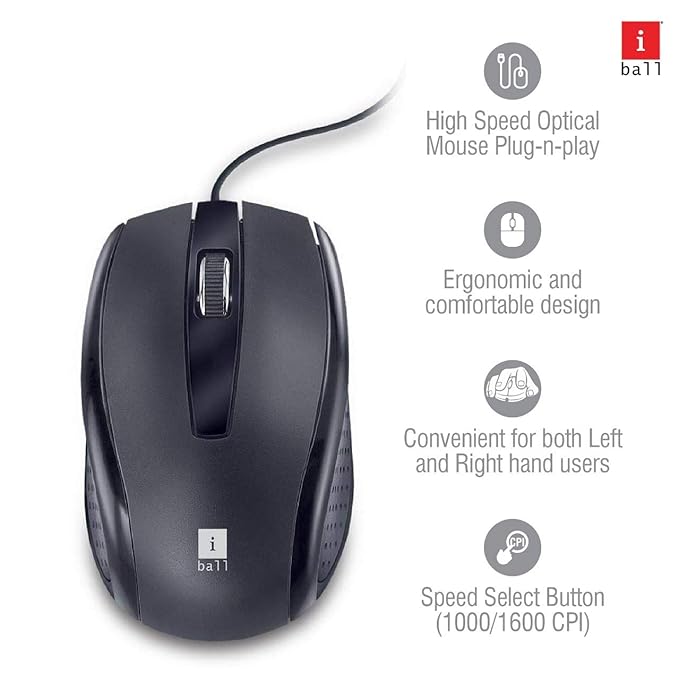 i
ball
High Speed Optical
Mouse Plug-n-play
Ergonomic and
comfortable design
Convenient for both Left
and Right hand users
CPI
Speed Select Button
(1000/1600 CPI)
i
ball